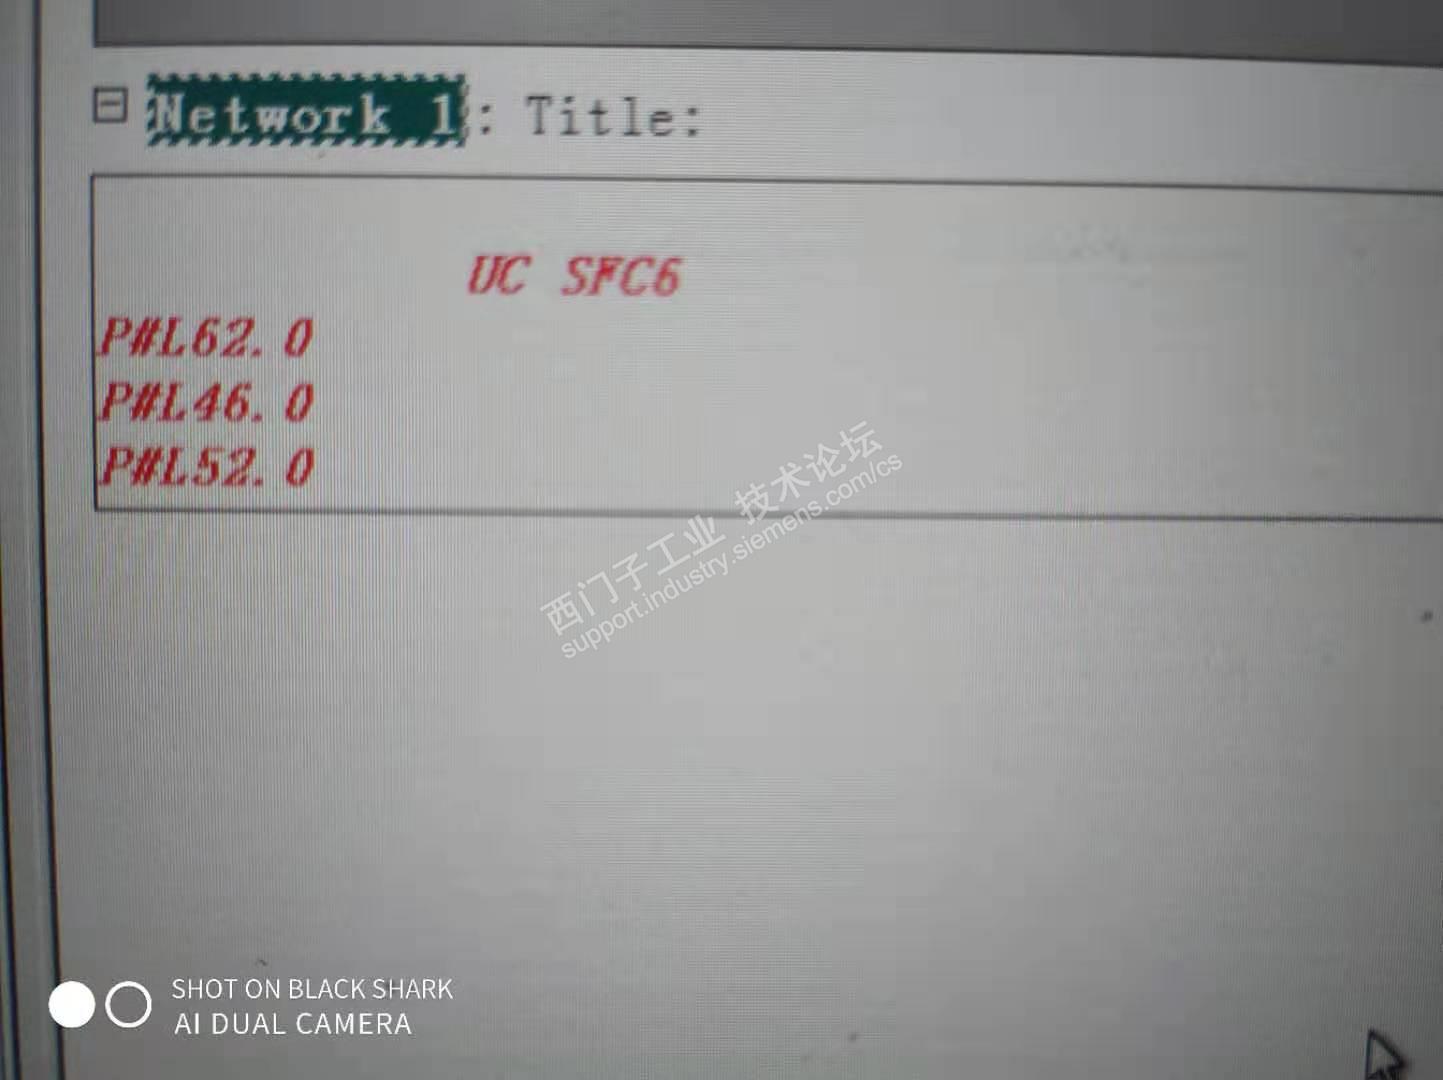 Network 1: Title:
UC SFC6
P#L62.0
P#L46.0
P#L52.0
西门子工业 技术论坛
support.industry.siemens.com/cs
SHOT ON BLACK SHARK
AI DUAL CAMERA